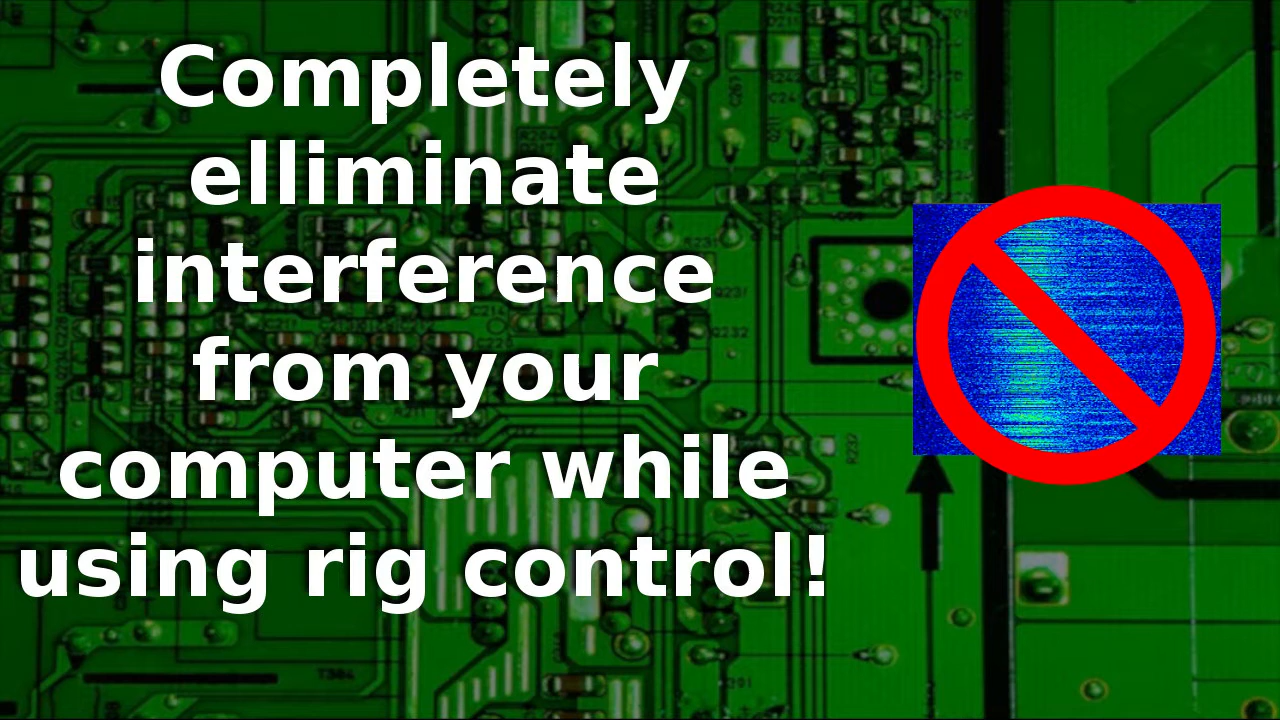 Completely
elliminate
interference
from your
computer while
using rig control!